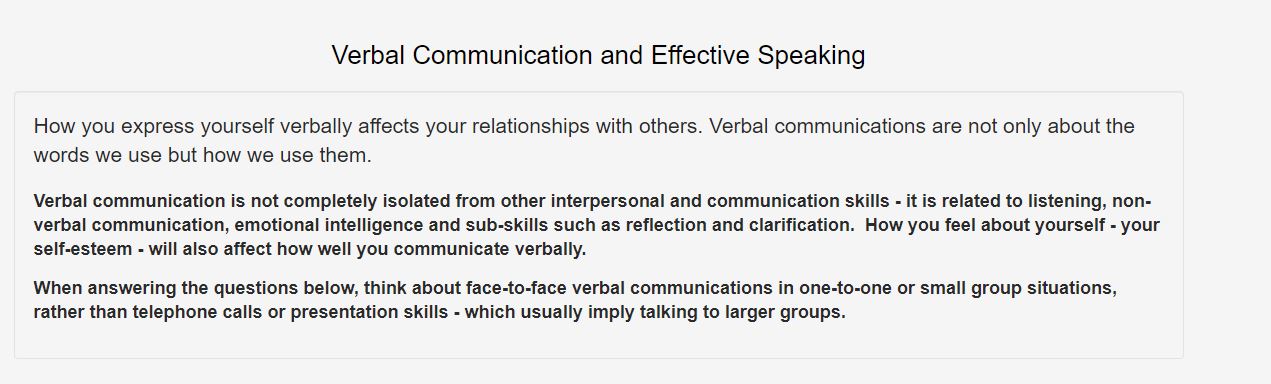 Verbal Communication and Effective Speaking
How you express yourself verbally affects your relationships with others. Verbal communications are not only about the
words we use but how we use them.
Verbal communication is not completely isolated from other interpersonal and communication skills - it is related to listening, non-
verbal communication, emotional intelligence and sub-skills such as reflection and clarification.  How you feel about yourself - your
self-esteem - will also affect how well you communicate verbally.
When answering the questions below, think about face-to-face verbal communications in one-to-one or small group situations,
rather than telephone calls or presentation skills - which usually imply talking to larger groups.